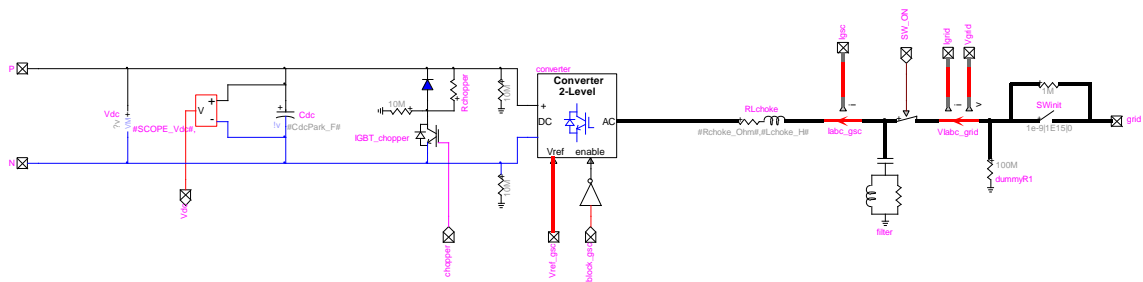 Igsc
SW_ON
Igrid
Vgrid
P
converter
Converter
2-Level
1M
SWinit
1e-9|1E15|0
grid
Vdc
+
?v
!M
#SCOPE_Vdc#,
V
+
-
+
Cdc
!v
#CdcPark_F#
10M
Rchopper
10M
+
DC
AC
RLchoke
#Rchoke_Ohm#,#Lchoke_H#
i
Iabc_gsc
i
V
VIabc_grid
IGBT_chopper
Vref
enable
N
10M
100M
dummyR1
filter
Vdc
chopper
Vref_gsc
block_gsc